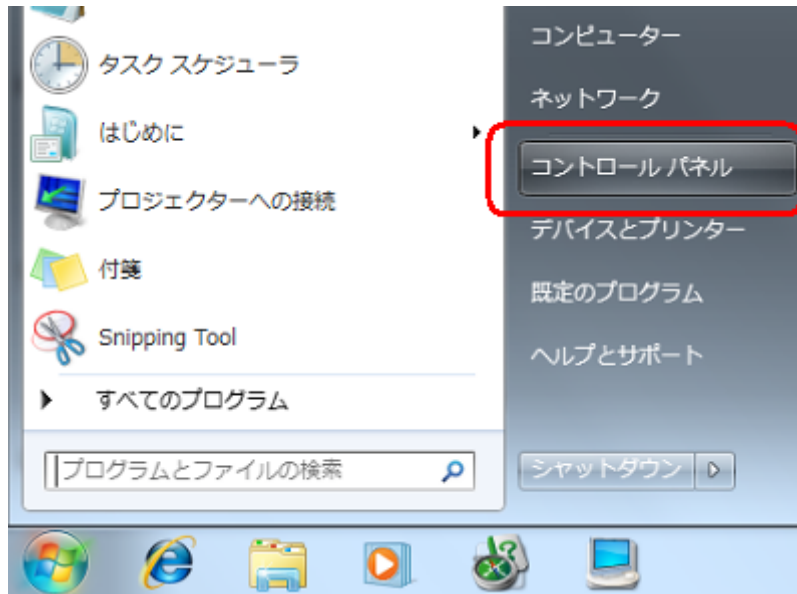 タスク スケジューラ
はじめに
プロジェクターへの接続
付箋
Snipping Tool
すべてのプログラム
プログラムとファイルの検索
コンピューター
ネットワーク
コントロール パネル
デバイスとプリンター
既定のプログラム
ヘルプとサポート
シャットダウン